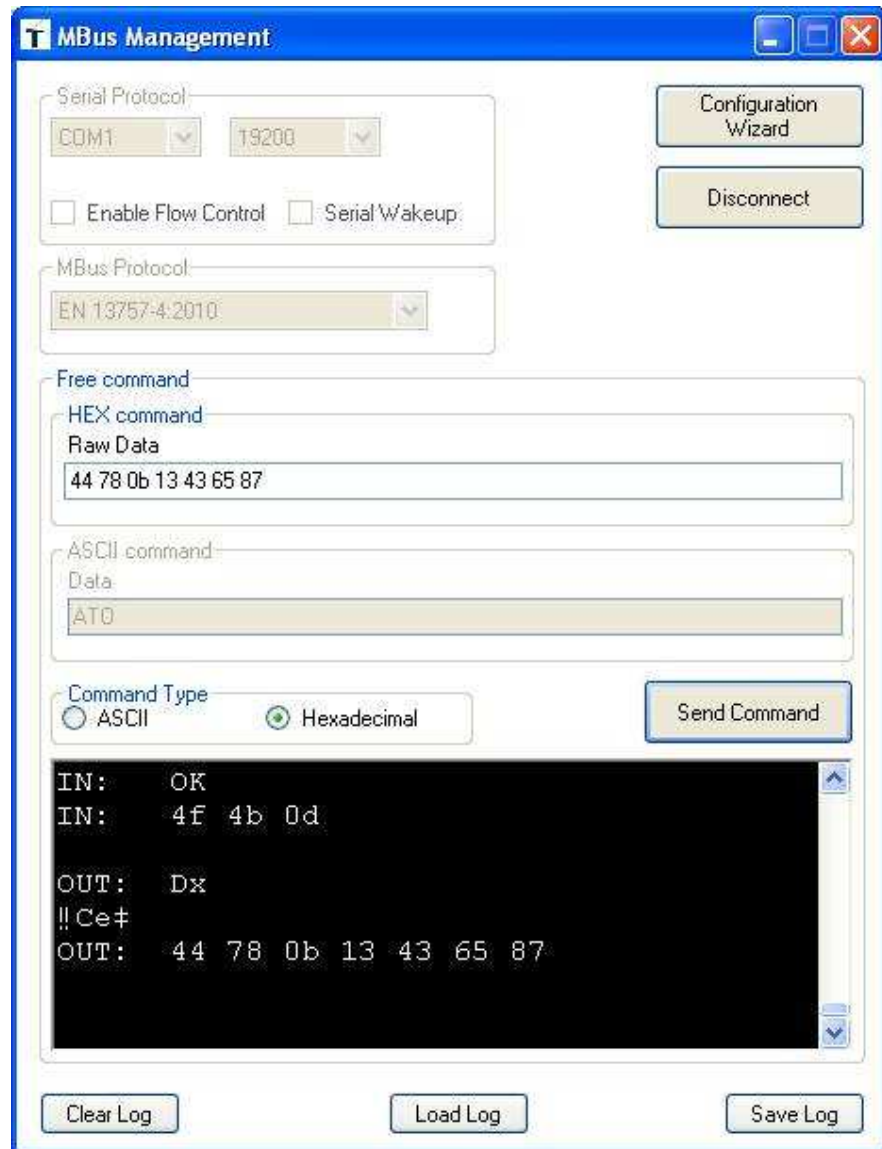 T MBus Management
Serial Protocol
COM1 19200
Enable Flow Control Serial Wakeup
Configuration
Wizard
Disconnect
MBus Protocol
EN 13757-4:2010
Free command
HEX command
Raw Data
44 78 0b 13 43 65 87
ASCII command
Data
ATO
Command Type
ASCII Hexadecimal
Send Command
IN: OK
IN: 4f 4b 0d
OUT: Dx
‼Ce‡
OUT: 44 78 0b 13 43 65 87
Clear Log Load Log Save Log